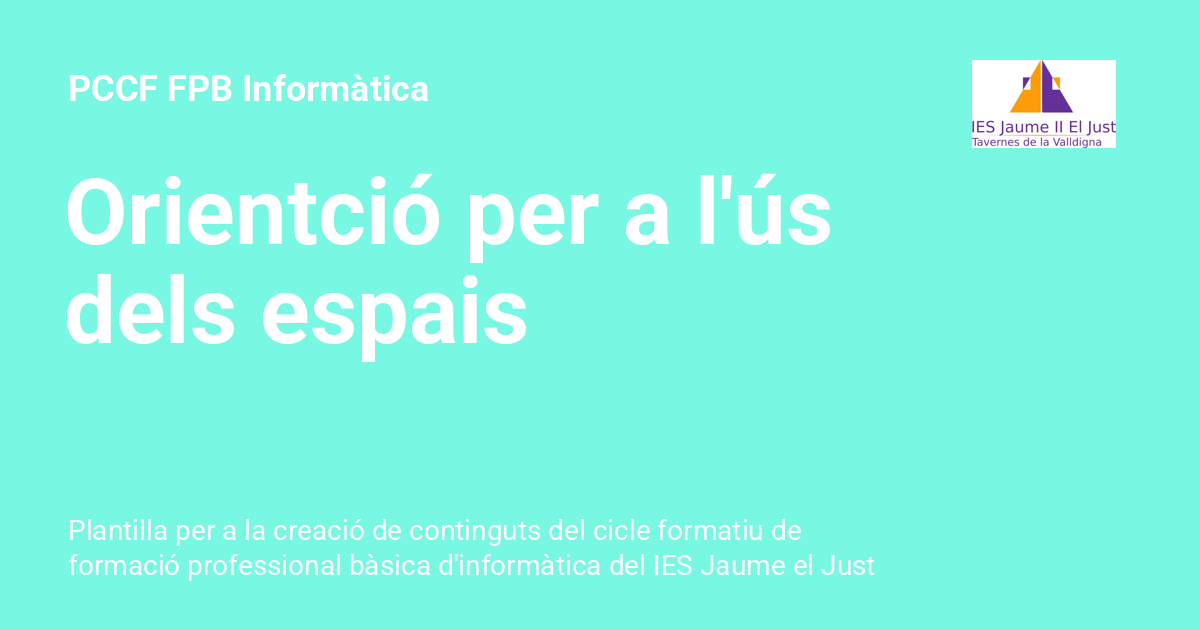 PCCF FPB Informàtica
IES Jaume II El Just
Tavernes de la Valldigna
Orientció per a l'ús
dels espais
Plantilla per a la creació de continguts del cicle formatiu de
formació professional bàsica d'informàtica del IES Jaume el Just